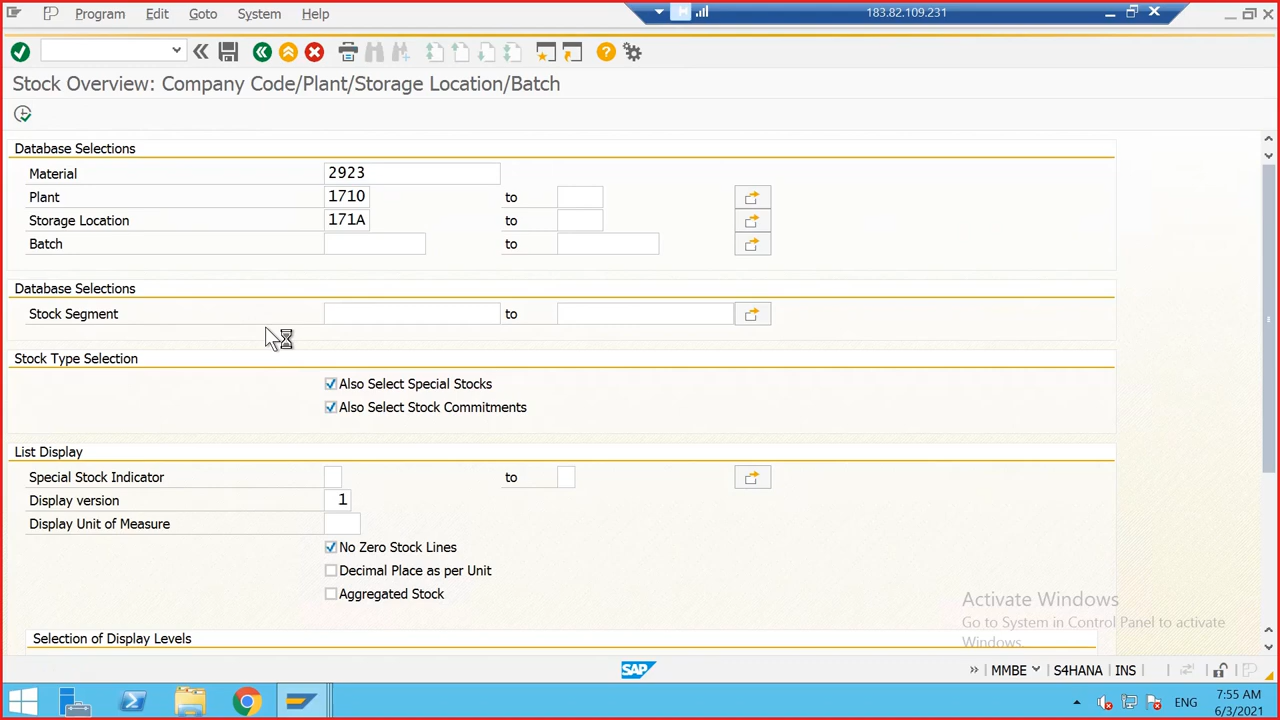 Program Edit Goto System Help
183.82.109.231
Stock Overview: Company Code/Plant/Storage Location/Batch
Database Selections
Material 2923
Plant 1710 to
Storage Location 171A to
Batch to
Database Selections
Stock Segment to
Stock Type Selection
Also Select Special Stocks
Also Select Stock Commitments
List Display
Special Stock Indicator to
Display version 1
Display Unit of Measure
No Zero Stock Lines
Decimal Place as per Unit
Aggregated Stock
Activate Windows
Go to System in Control Panel to activate
Windows.
Selection of Display Levels
SAP
MMBE S4HANA INS
ENG
7:55 AM
6/3/2021